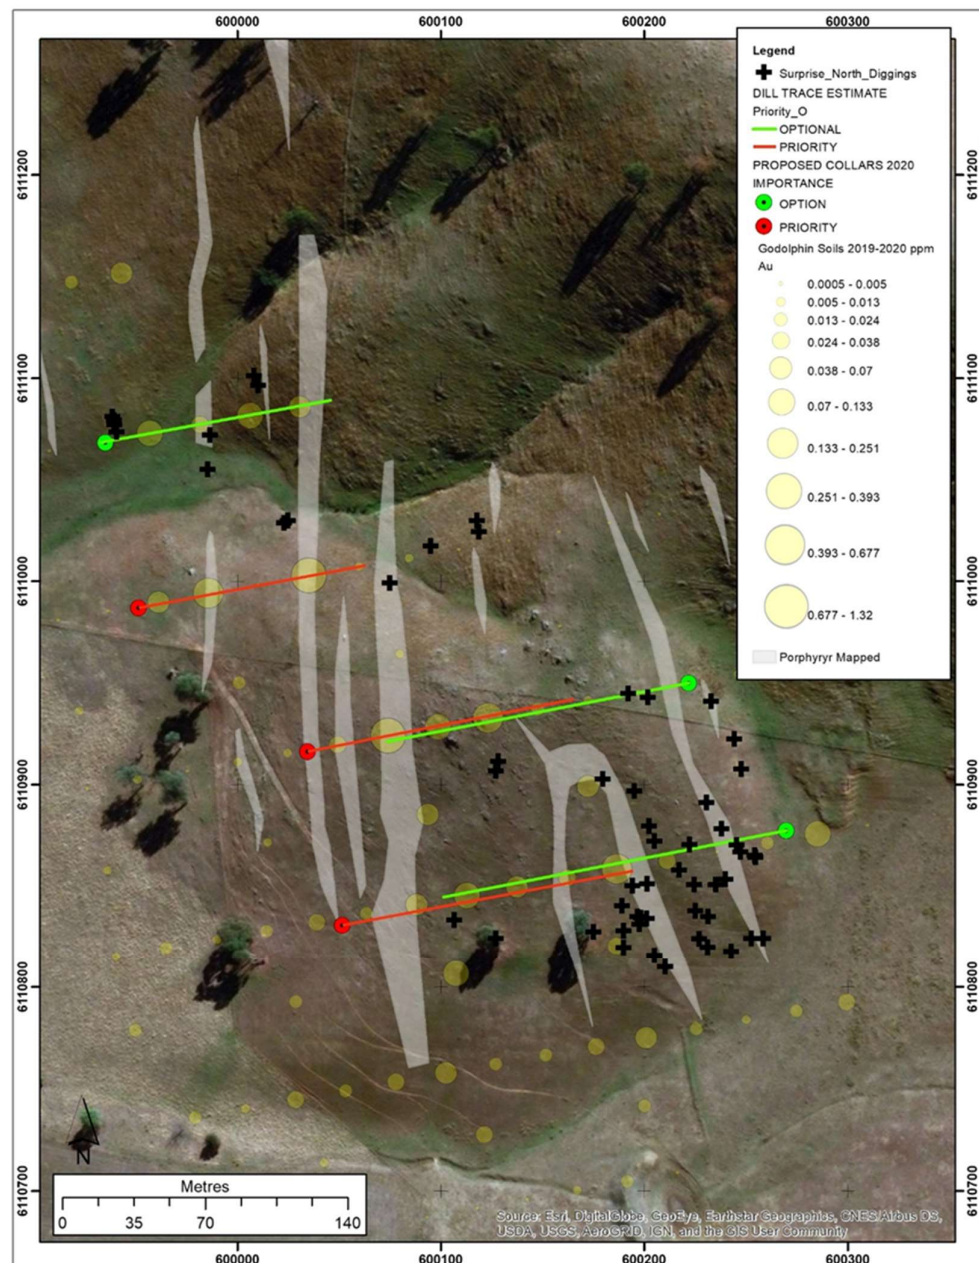 600000 600100 600200 600300
Legend
Surprise_North_Diggings
DILL TRACE ESTIMATE
Priority_O
OPTIONAL
PRIORITY
PROPOSED COLLARS 2020
IMPORTANCE
OPTION
PRIORITY
Godolphin Soils 2019-2020 ppm
Au
0.0005 - 0.005
0.005 - 0.013
0.013 - 0.024
0.024 - 0.038
0.038 - 0.07
0.07 - 0.133
0.133 - 0.251
0.251 - 0.393
0.393 - 0.677
0.677 - 1.32
Porphyryr Mapped
6111200 6111200
6111100 6111100
6111000 6111000
6110900 6110900
6110800 6110800
6110700 6110700
N
Metres
0 35 70 140
Source: Esri, DigitalGlobe, GeoEye, Earthstar Geographics, CNES/Airbus DS,
USDA, USGS, AeroGRID, IGN, and the GIS User Community
600000 600100 600200 600300